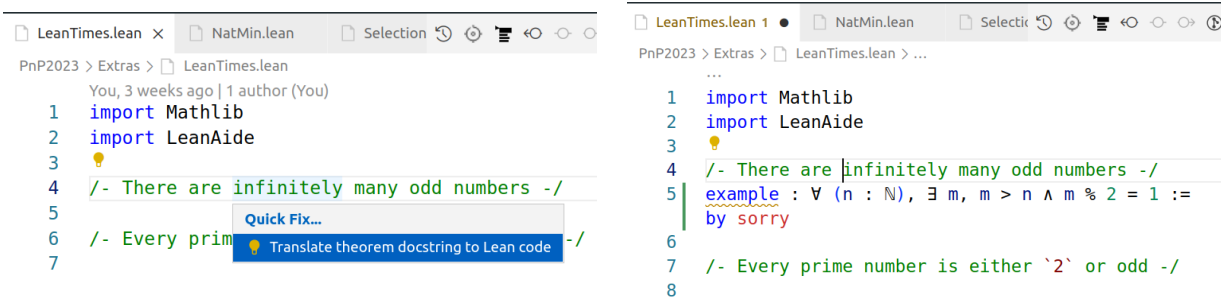 LeanTimes.lean × NatMin.lean Selection
PnP2023 > Extras > LeanTimes.lean
You, 3 weeks ago | 1 author (You)
1 import Mathlib
2 import LeanAide
3
4 /- There are infinitely many odd numbers -/
5
Quick Fix...
6 /- Every prim -/
Translate theorem docstring to Lean code
7
LeanTimes.lean 1 ● NatMin.lean Selectic
PnP2023 > Extras > LeanTimes.lean > ...
...
1 import Mathlib
2 import LeanAide
3
4 /- There are infinitely many odd numbers -/
5 example : ∀ (n : ℕ), ∃ m, m > n ∧ m % 2 = 1 :=
by sorry
6
7 /- Every prime number is either `2` or odd -/
8